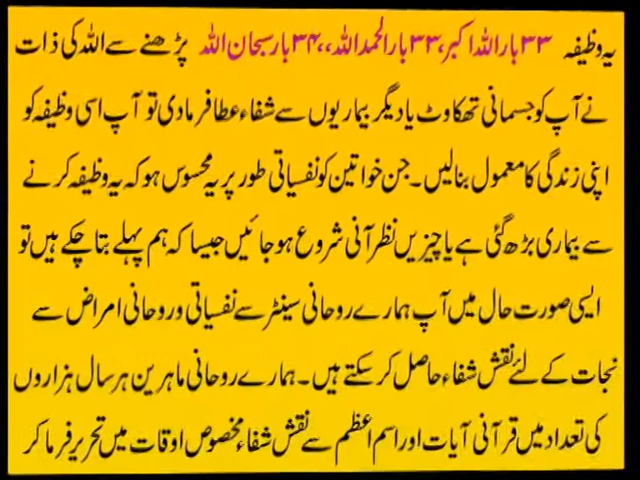 یہ وظیفہ ۳۳ بار اللہ اکبر، ۳۳ بار الحمد اللہ،، ۳۴ بار سبحان اللہ پڑھنے سے اللہ کی ذات
نے آپ کو جسمانی تھکاوٹ یا دیگر بیماریوں سے شفاء عطا فرمادی تو آپ اسی وظیفہ کو
اپنی زندگی کا معمول بنالیں۔ جن خواتین کو نفسیاتی طور پر یہ محسوس ہو کہ یہ وظیفہ کرنے
سے بیماری بڑھ گئی ہے یا چیزیں نظر آنی شروع ہو جائیں جیسا کہ ہم پہلے بتا چکے ہیں تو
ایسی صورت حال میں آپ ہمارے روحانی سینٹر سے نفسیاتی و روحانی امراض سے
نجات کے لئے نقش شفاء حاصل کر سکتے ہیں۔ ہمارے روحانی ماہرین ہر سال ہزاروں
کی تعداد میں قرآنی آیات اور اسم اعظم سے نقش شفاء مخصوص اوقات میں تحریر فرما کر